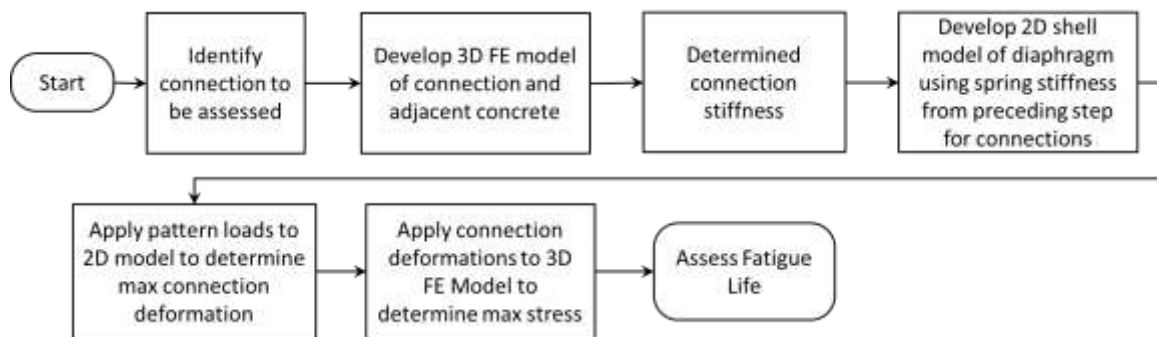 Start
Identify
connection to
be assessed
Develop 3D FE model
of connection and
adjacent concrete
Determined
connection
stiffness
Develop 2D shell
model of diaphragm
using spring stiffness
from preceding step
for connections
Apply pattern loads to
2D model to determine
max connection
deformation
Apply connection
deformations to 3D
FE Model to
determine max stress
Assess Fatigue
Life